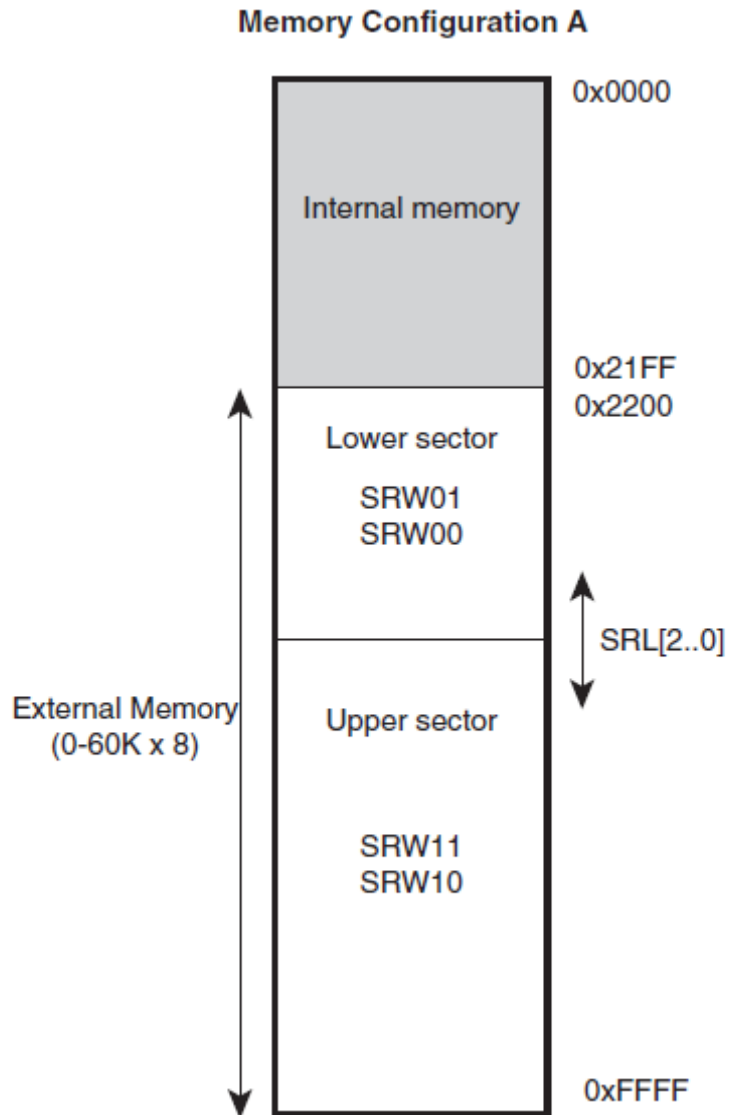 Memory Configuration A
0x0000
Internal memory
0x21FF
0x2200
Lower sector
SRW01
SRW00
SRL[2..0]
External Memory
(0-60K x 8)
Upper sector
SRW11
SRW10
0xFFFF